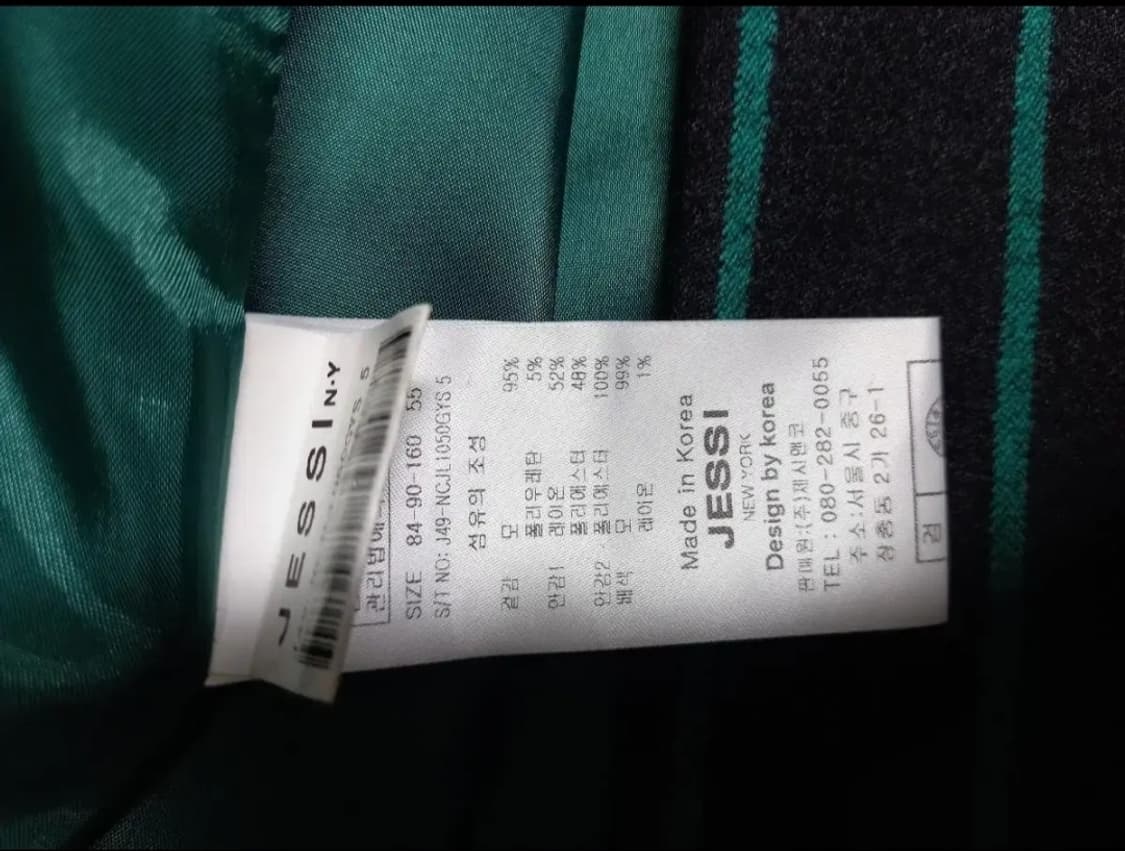 JESSI N·Y
관리법에
SIZE 84-90-160 55
S/T NO: J49-NCJL1050GYS 5
섬유의 조성
겉감 모 95%
폴리우레탄 5%
안감1 레이온 52%
폴리에스터 48%
안감2 폴리에스터 100%
배색 모 99%
레이온 1%
Made in Korea
JESSI
NEW YORK
Design by korea
판매원:(주)제시앤코
TEL : 080-282-0055
주소:서울시 중구
장충동 2가 26-1